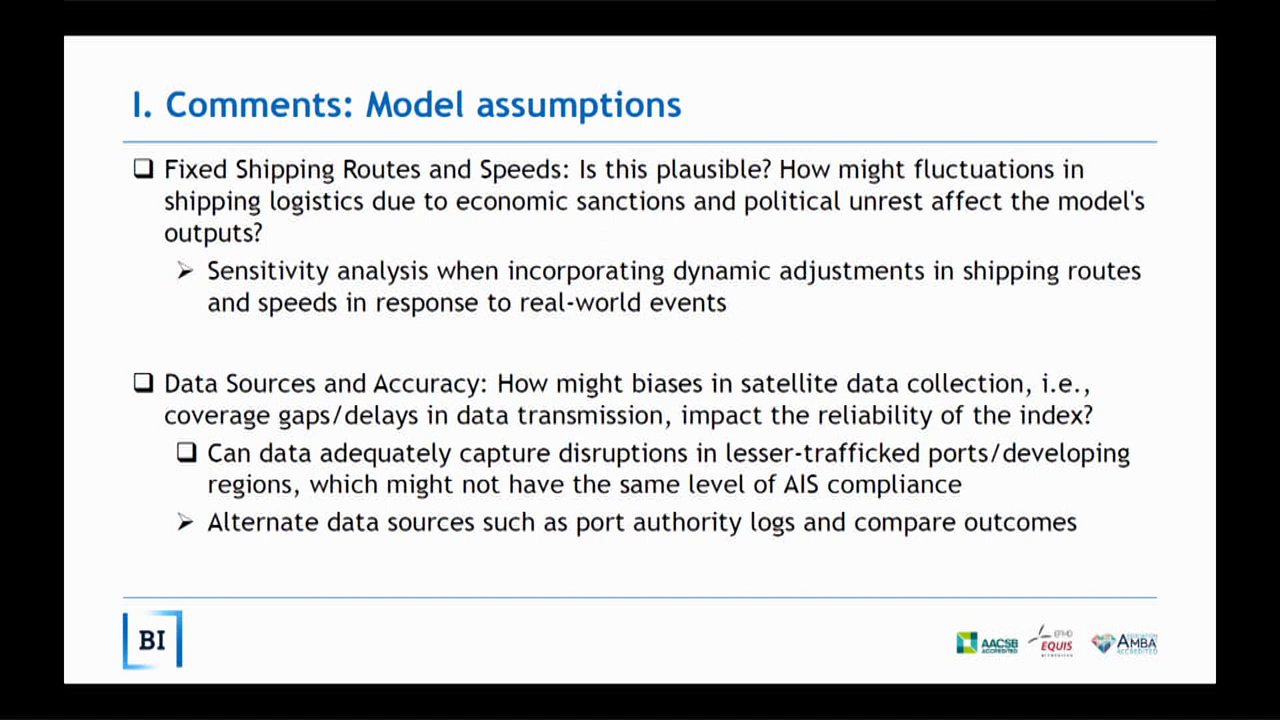 I. Comments: Model assumptions
❑ Fixed Shipping Routes and Speeds: Is this plausible? How might fluctuations in
shipping logistics due to economic sanctions and political unrest affect the model's
outputs?
➢ Sensitivity analysis when incorporating dynamic adjustments in shipping routes
and speeds in response to real-world events
❑ Data Sources and Accuracy: How might biases in satellite data collection, i.e.,
coverage gaps/delays in data transmission, impact the reliability of the index?
❑ Can data adequately capture disruptions in lesser-trafficked ports/developing
regions, which might not have the same level of AIS compliance
➢ Alternate data sources such as port authority logs and compare outcomes
BI
AACSB
ACCREDITED
EFMD
EQUIS
ACCREDITED
ASSOCIATION
AMBA
ACCREDITED